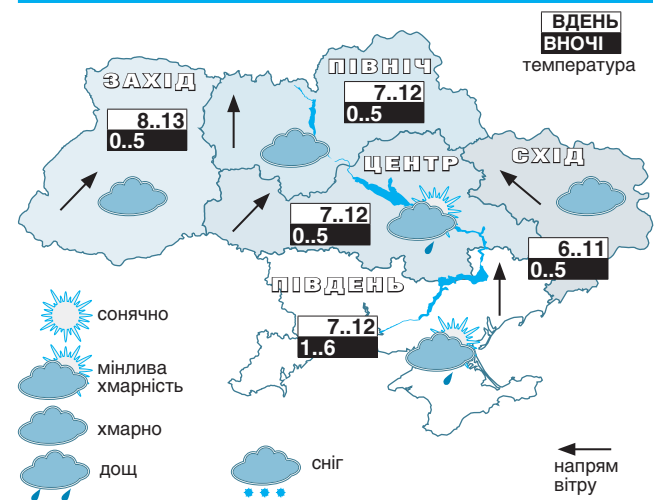 ВДЕНЬ
ВНОЧІ
температура
ПІВНІЧ
7..12
0..5
ЗАХІД
8..13
0..5
ЦЕНТР
7..12
0..5
СХІД
6..11
0..5
ПІВДЕНЬ
7..12
1..6
сонячно
мінлива
хмарність
хмарно
дощ
сніг
напрям
вітру